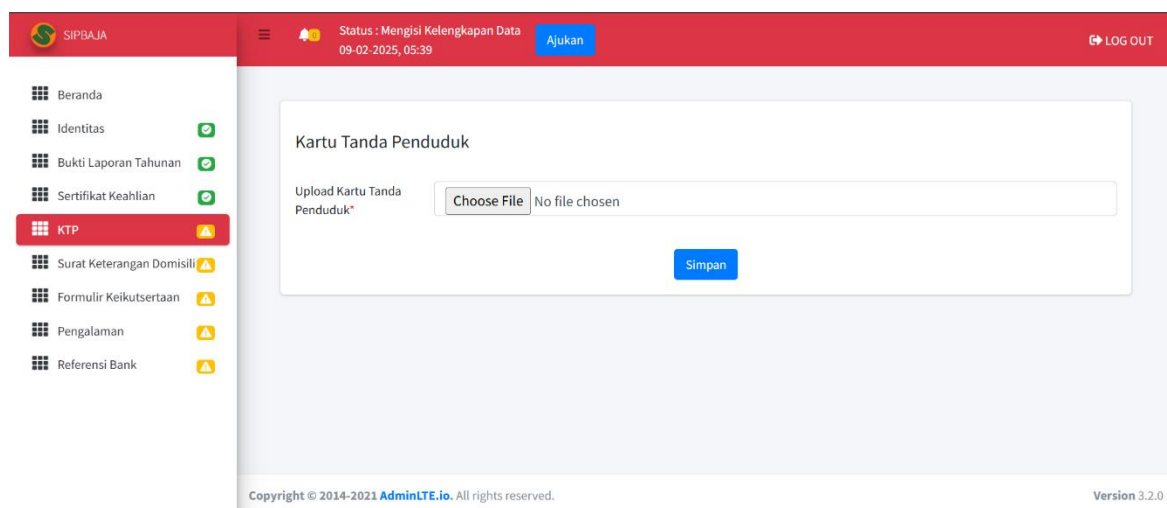 SIPBAJA
0
Status : Mengisi Kelengkapan Data
09-02-2025, 05:39
Ajukan
LOG OUT
Beranda
Identitas
Bukti Laporan Tahunan
Sertifikat Keahlian
KTP
Surat Keterangan Domisili
Formulir Keikutsertaan
Pengalaman
Referensi Bank
Kartu Tanda Penduduk
Upload Kartu Tanda
Penduduk*
Choose File No file chosen
Simpan
Copyright © 2014-2021 AdminLTE.io. All rights reserved.
Version 3.2.0